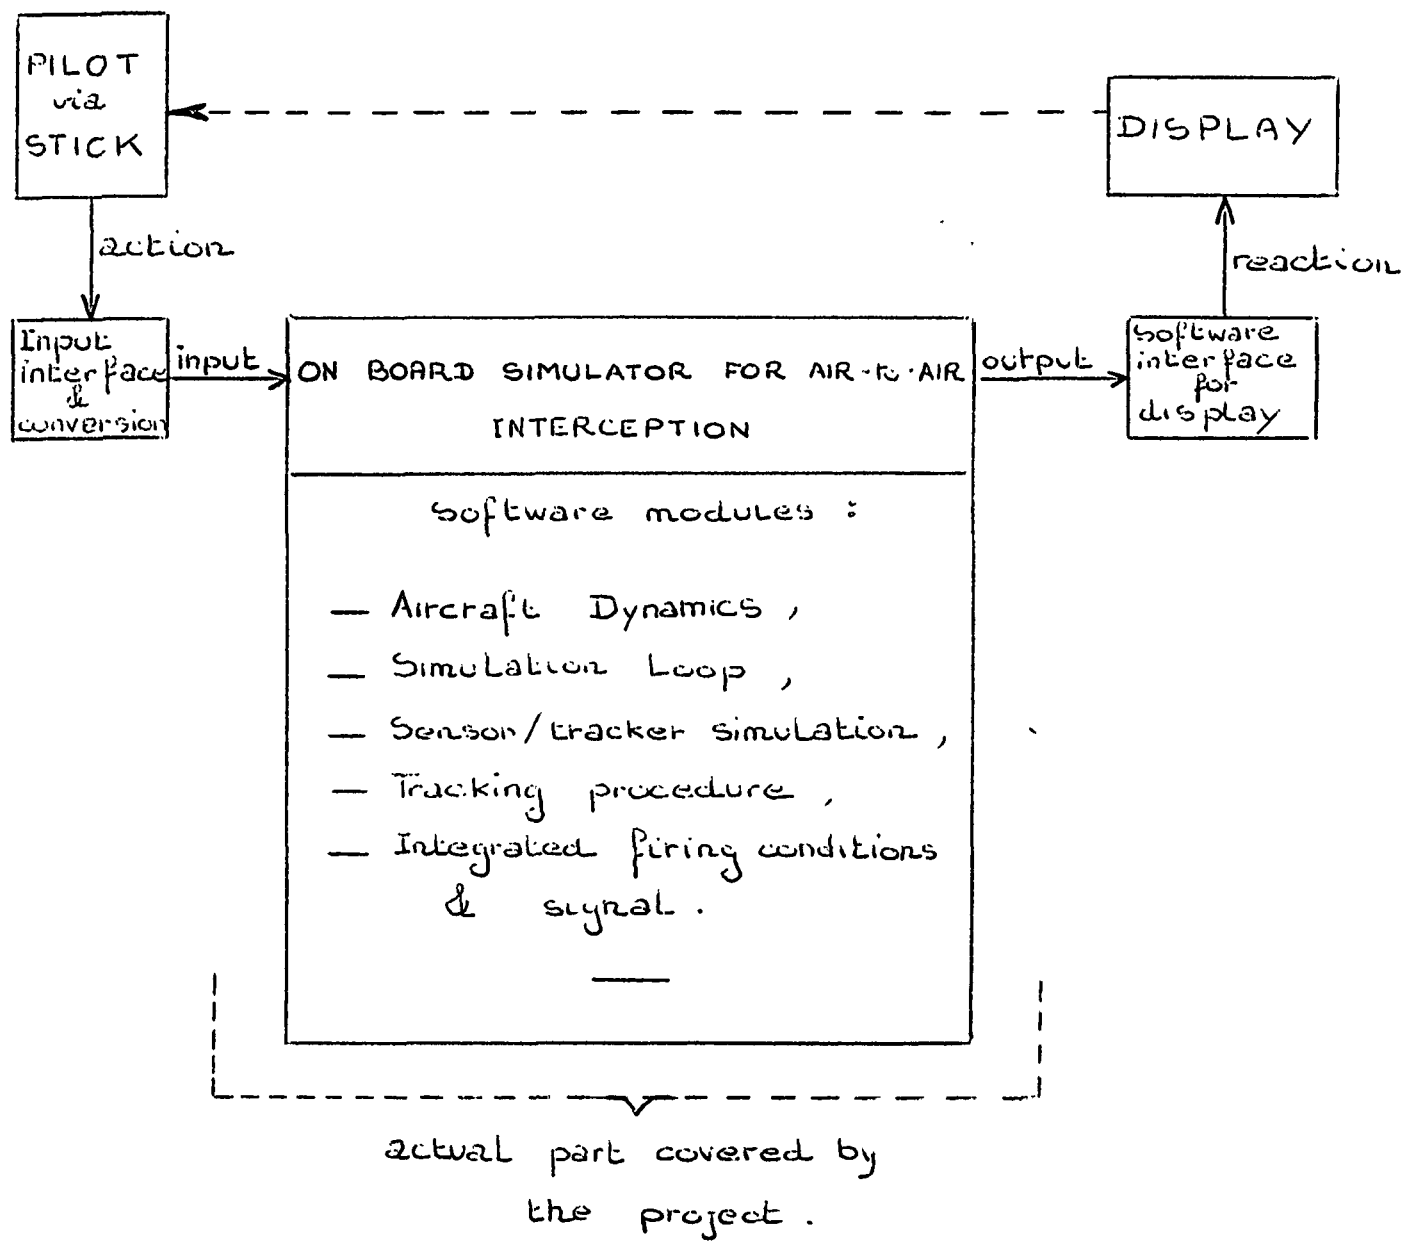 PILOT
via
STICK
DISPLAY
action
reaction
Input
interface
&
conversion
input
ON BOARD SIMULATOR FOR AIR-to-AIR
INTERCEPTION
output
software
interface
for
display
software modules :
— Aircraft Dynamics ,
— Simulation Loop ,
— Sensor/tracker simulation ,
— Tracking procedure ,
— Integrated firing conditions
& signal .
actual part covered by
the project .